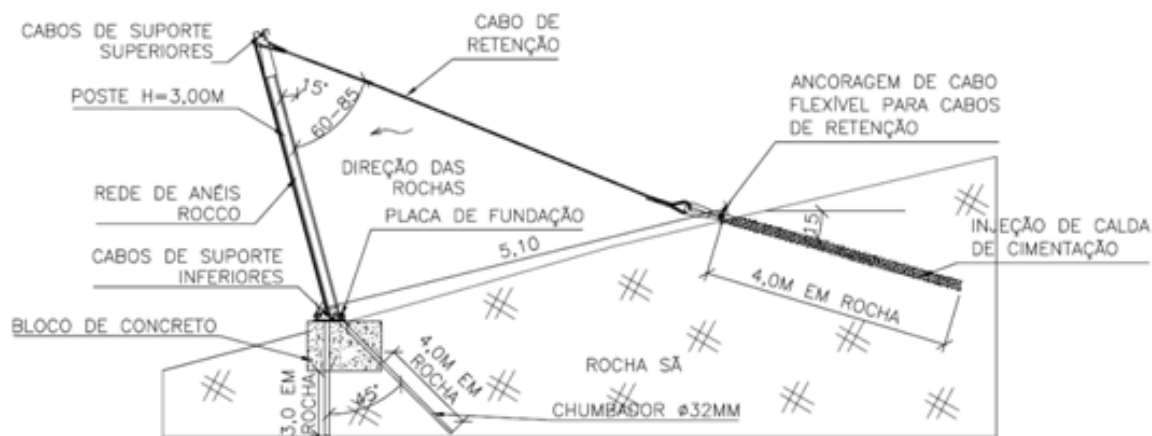 CABOS DE SUPORTE
SUPERIORES
CABO DE
RETENÇÃO
POSTE H=3,00M
15°
60-85
ANCORAGEM DE CABO
FLEXÍVEL PARA CABOS
DE RETENÇÃO
DIREÇÃO DAS
ROCHAS
REDE DE ANÉIS
ROCCO
PLACA DE FUNDAÇÃO
15
INJEÇÃO DE CALDA
DE CIMENTAÇÃO
5,10
CABOS DE SUPORTE
INFERIORES
4,0M EM ROCHA
BLOCO DE CONCRETO
4,0M EM
ROCHA
ROCHA SÃ
3,0 EM
ROCHA
45°
CHUMBADOR ø32MM